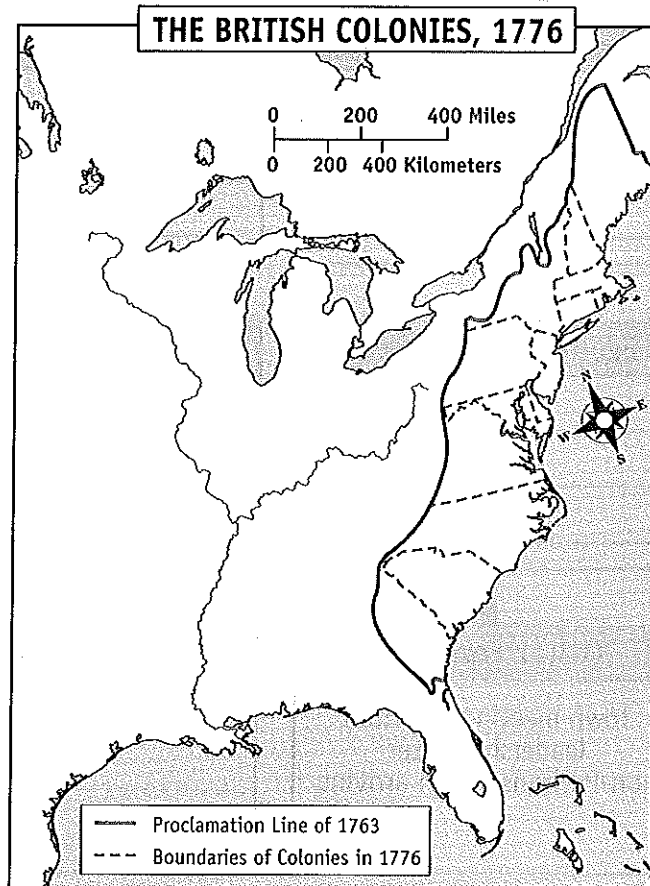 THE BRITISH COLONIES, 1776
0 200 400 Miles
0 200 400 Kilometers
N
E
W
S
Proclamation Line of 1763
Boundaries of Colonies in 1776